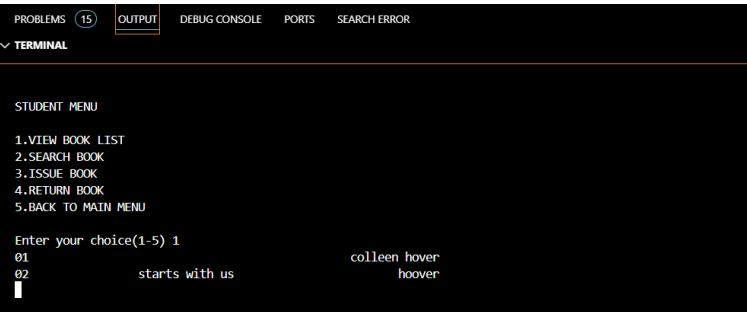 PROBLEMS 15 OUTPUT DEBUG CONSOLE PORTS SEARCH ERROR
TERMINAL
STUDENT MENU
1.VIEW BOOK LIST
2.SEARCH BOOK
3.ISSUE BOOK
4.RETURN BOOK
5.BACK TO MAIN MENU
Enter your choice(1-5) 1
01 colleen hover
02 starts with us hoover